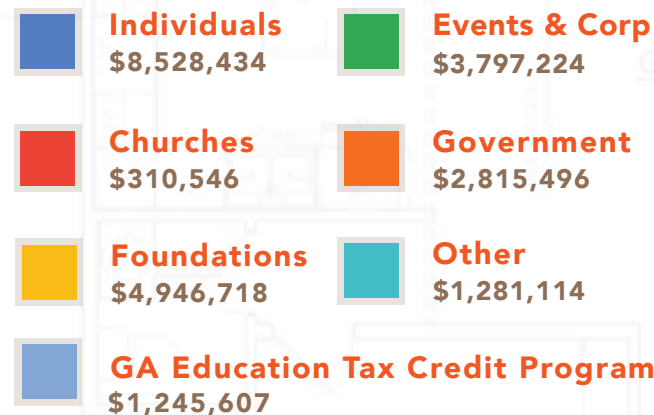 Individuals
$8,528,434
Events & Corp
$3,797,224
Churches
$310,546
Government
$2,815,496
Foundations
$4,946,718
Other
$1,281,114
GA Education Tax Credit Program
$1,245,607